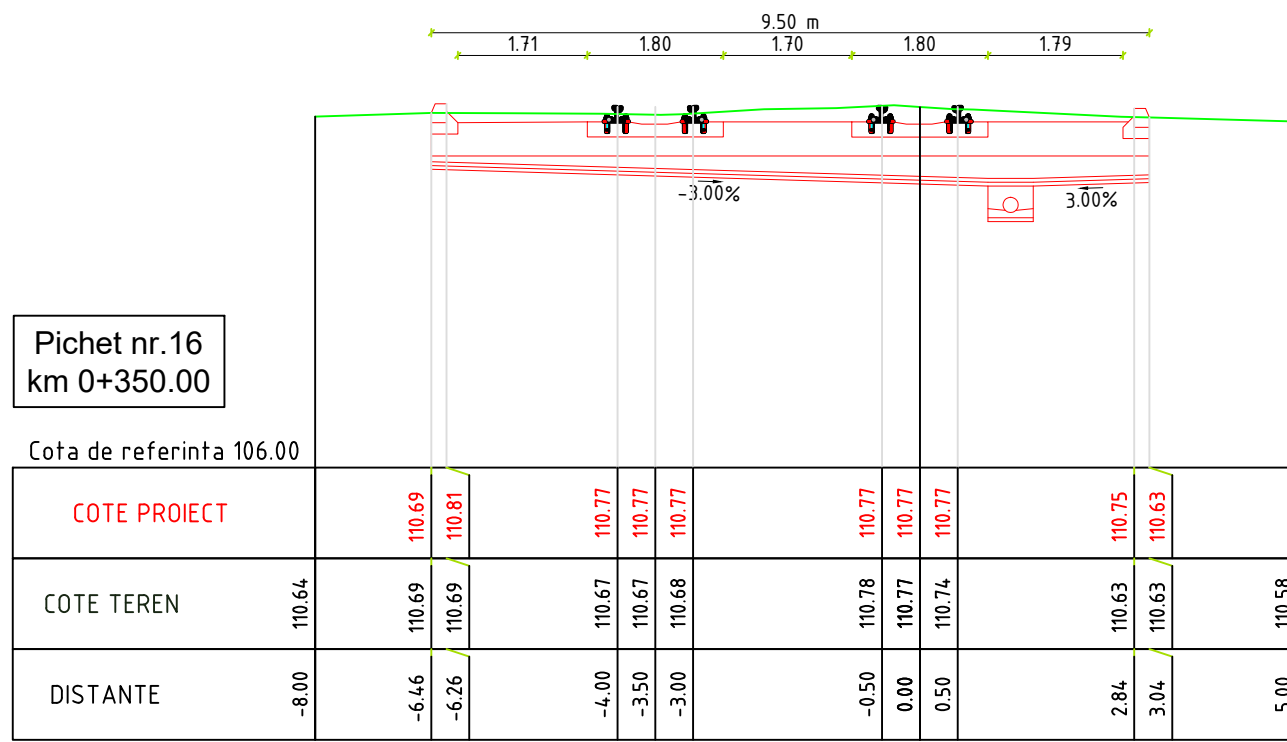 9.50 m
1.71 1.80 1.70 1.80 1.79
-3.00% 3.00%
Pichet nr.16
km 0+350.00
Cota de referinta 106.00
COTE PROIECT 110.69 110.81 110.77 110.77 110.77 110.77 110.77 110.77 110.75 110.63
COTE TEREN 110.64 110.69 110.69 110.67 110.67 110.68 110.78 110.77 110.74 110.63 110.63 110.58
DISTANTE -8.00 -6.46 -6.26 -4.00 -3.50 -3.00 -0.50 0.00 0.50 2.84 3.04 5.00